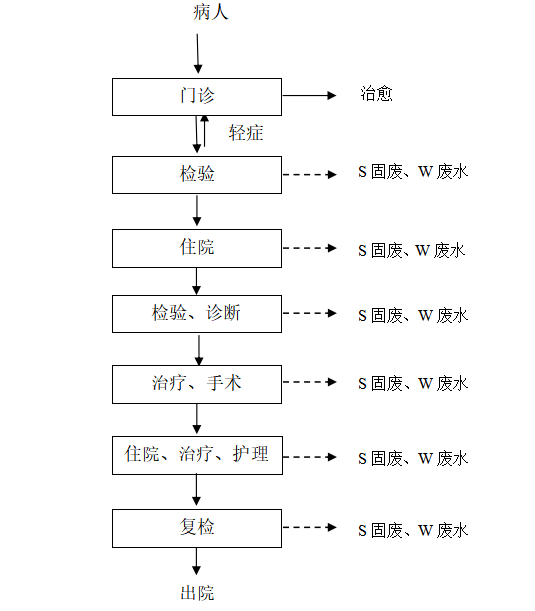 病人
门诊
治愈
轻症
检验
S 固废、W 废水
住院
S 固废、W 废水
检验、诊断
S 固废、W 废水
治疗、手术
S 固废、W 废水
住院、治疗、护理
S 固废、W 废水
复检
S 固废、W 废水
出院